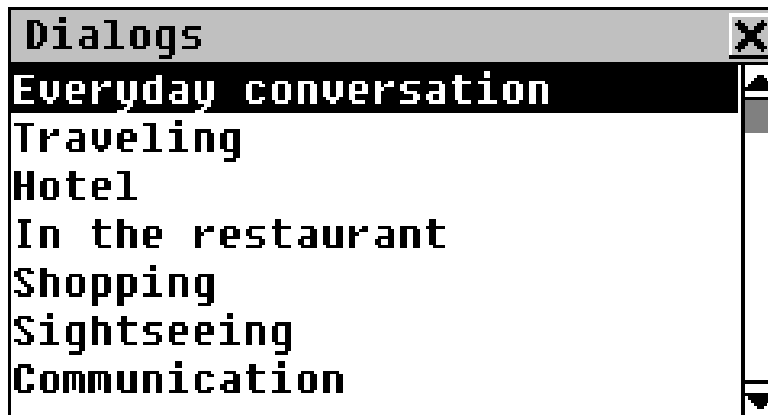 Dialogs
Everyday conversation
Traveling
Hotel
In the restaurant
Shopping
Sightseeing
Communication